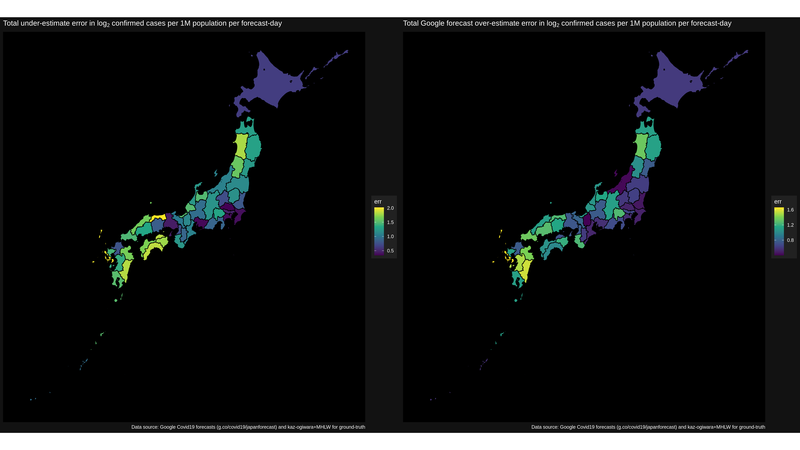 Total under-estimate error in log₂ confirmed cases per 1M population per forecast-day
err
2.0
1.5
1.0
0.5
Data source: Google Covid19 forecasts (g.co/covid19/japanforecast) and kaz-ogiwara+MHLW for ground-truth
Total Google forecast over-estimate error in log₂ confirmed cases per 1M population per forecast-day
err
1.6
1.2
0.8
Data source: Google Covid19 forecasts (g.co/covid19/japanforecast) and kaz-ogiwara+MHLW for ground-truth